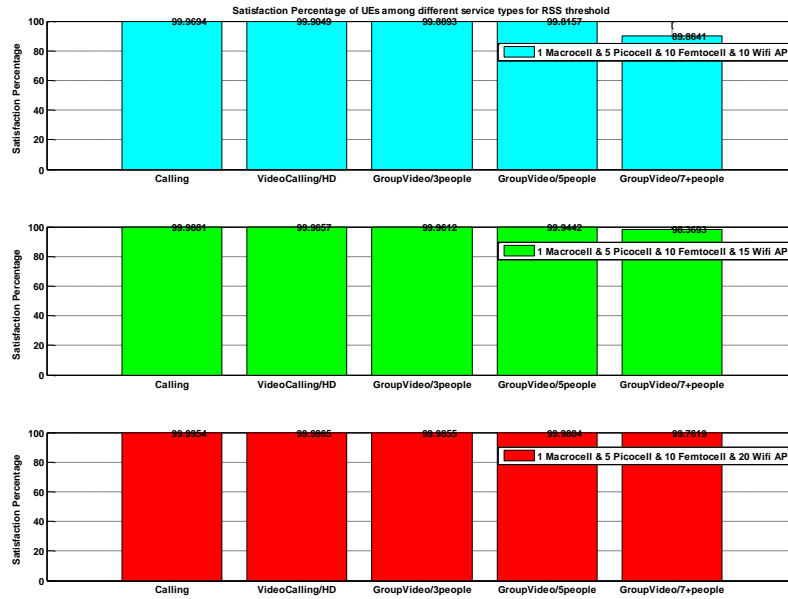 Satisfaction Percentage of UEs among different service types for RSS threshold
Satisfaction Percentage
100
80
60
40
20
0
99.9694 99.9049 99.8893 99.8157 89.8641
1 Macrocell & 5 Picocell & 10 Femtocell & 10 Wifi AP
Calling VideoCalling/HD GroupVideo/3people GroupVideo/5people GroupVideo/7+people
Satisfaction Percentage
100
80
60
40
20
0
99.9881 99.9657 99.9612 99.9442 98.3693
1 Macrocell & 5 Picocell & 10 Femtocell & 15 Wifi AP
Calling VideoCalling/HD GroupVideo/3people GroupVideo/5people GroupVideo/7+people
Satisfaction Percentage
100
80
60
40
20
0
99.9954 99.9865 99.9855 99.9804 99.7619
1 Macrocell & 5 Picocell & 10 Femtocell & 20 Wifi AP
Calling VideoCalling/HD GroupVideo/3people GroupVideo/5people GroupVideo/7+people